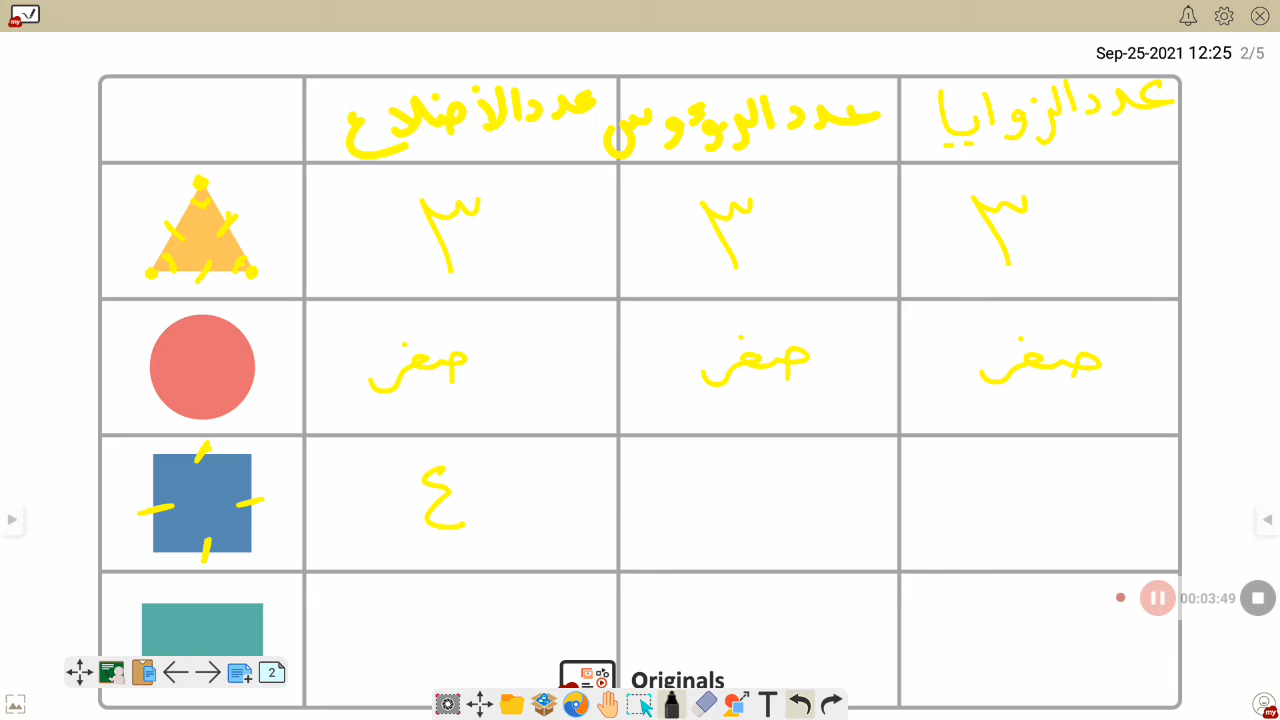 Sep-25-2021 12:25 2/5
عدد الزوايا عدد الرؤوس عدد الأضلاع
٣ ٣ ٣
صفر صفر صفر
٤
00:03:49
2
Originals
T